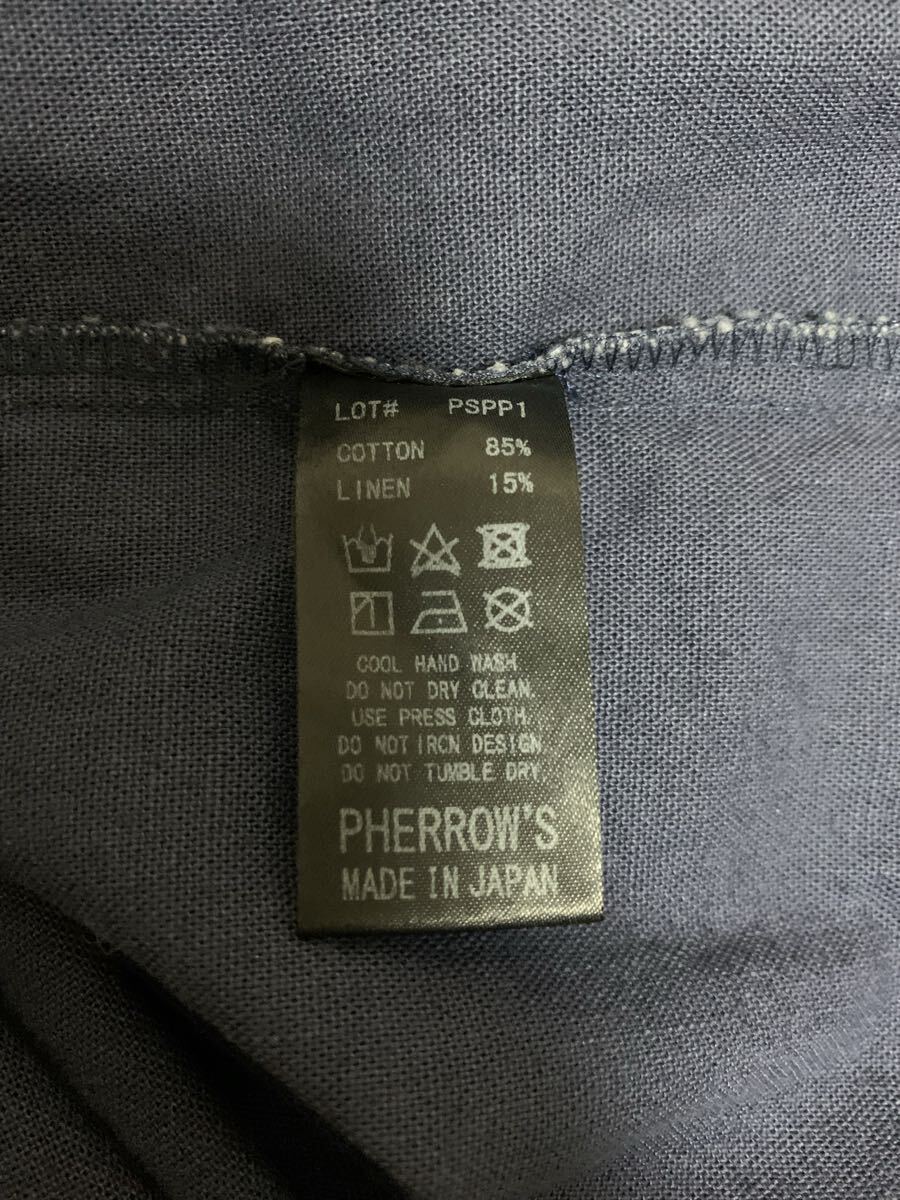 LOT# PSPP1
COTTON 85%
LINEN 15%
COOL HAND WASH.
DO NOT DRY CLEAN.
USE PRESS CLOTH.
DO NOT IRCN DESIGN.
DO NOT TUMBLE DRY.
PHERROW'S
MADE IN JAPAN